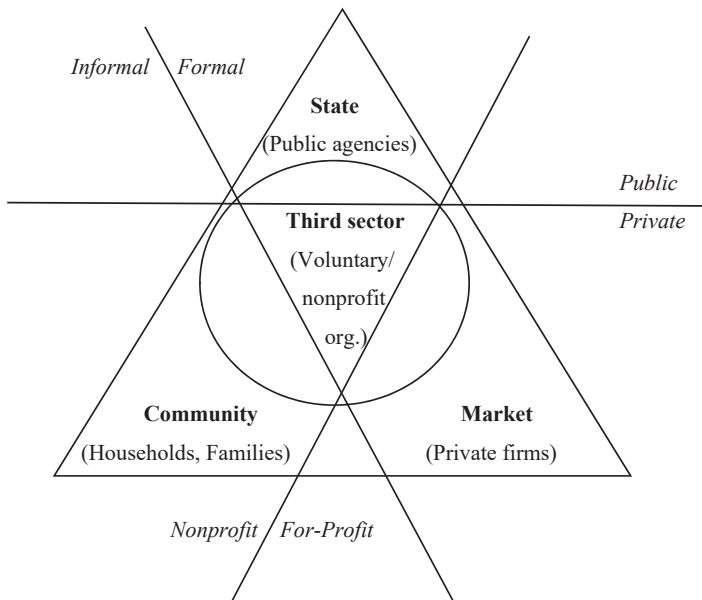 Informal
Formal
State
(Public agencies)
Public
Private
Third sector
(Voluntary/
nonprofit
org.)
Community
(Households, Families)
Market
(Private firms)
Nonprofit
For-Profit